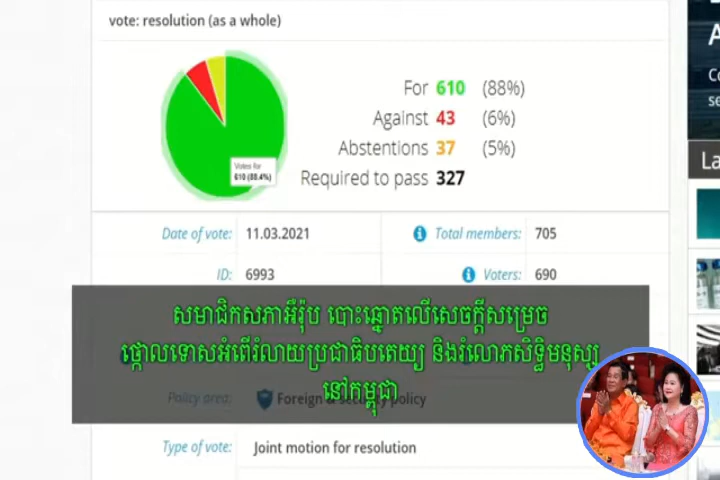 vote: resolution (as a whole)
For 610 (88%)
Against 43 (6%)
Abstentions 37 (5%)
Required to pass 327
Votes for
610 (88.4%)
Date of vote: 11.03.2021
Total members: 705
ID: 6993
Voters: 690
សមាជិកសភាអឺរ៉ុប បោះឆ្នោតលើសេចក្តីសម្រេច
ថ្កោលទោសអំពើរំលាយប្រជាធិបតេយ្យ និងរំលោភសិទ្ធិមនុស្ស
នៅកម្ពុជា
Policy area: Foreign & security policy
Type of vote: Joint motion for resolution
A
Co
se
La